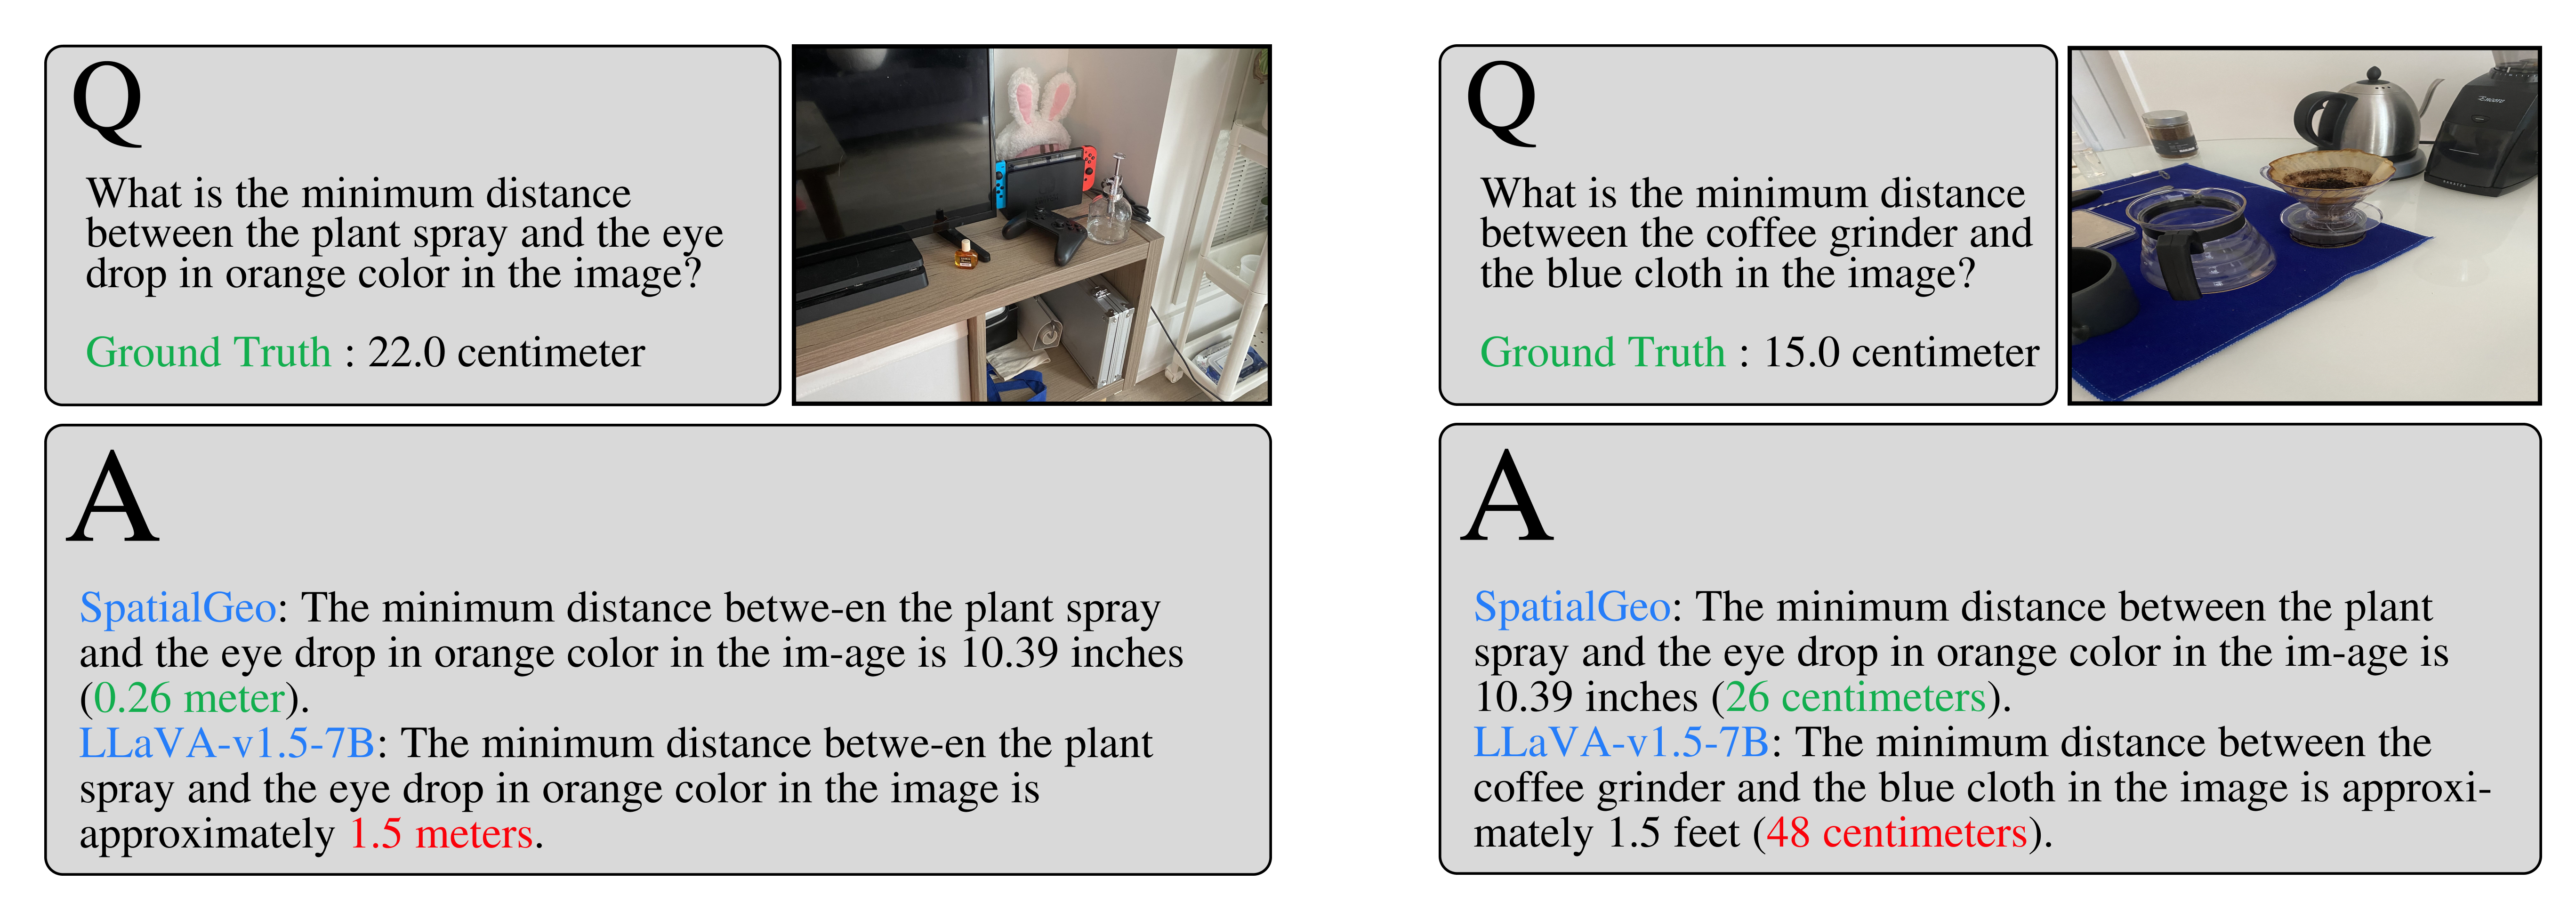 Q
What is the minimum distance
between the plant spray and the eye
drop in orange color in the image?
Ground Truth : 22.0 centimeter
A
SpatialGeo: The minimum distance betwe-en the plant spray
and the eye drop in orange color in the im-age is 10.39 inches
(0.26 meter).
LLaVA-v1.5-7B: The minimum distance betwe-en the plant
spray and the eye drop in orange color in the image is
approximately 1.5 meters.
Q
What is the minimum distance
between the coffee grinder and
the blue cloth in the image?
Ground Truth : 15.0 centimeter
A
SpatialGeo: The minimum distance between the plant
spray and the eye drop in orange color in the im-age is
10.39 inches (26 centimeters).
LLaVA-v1.5-7B: The minimum distance between the
coffee grinder and the blue cloth in the image is approxi-
mately 1.5 feet (48 centimeters).